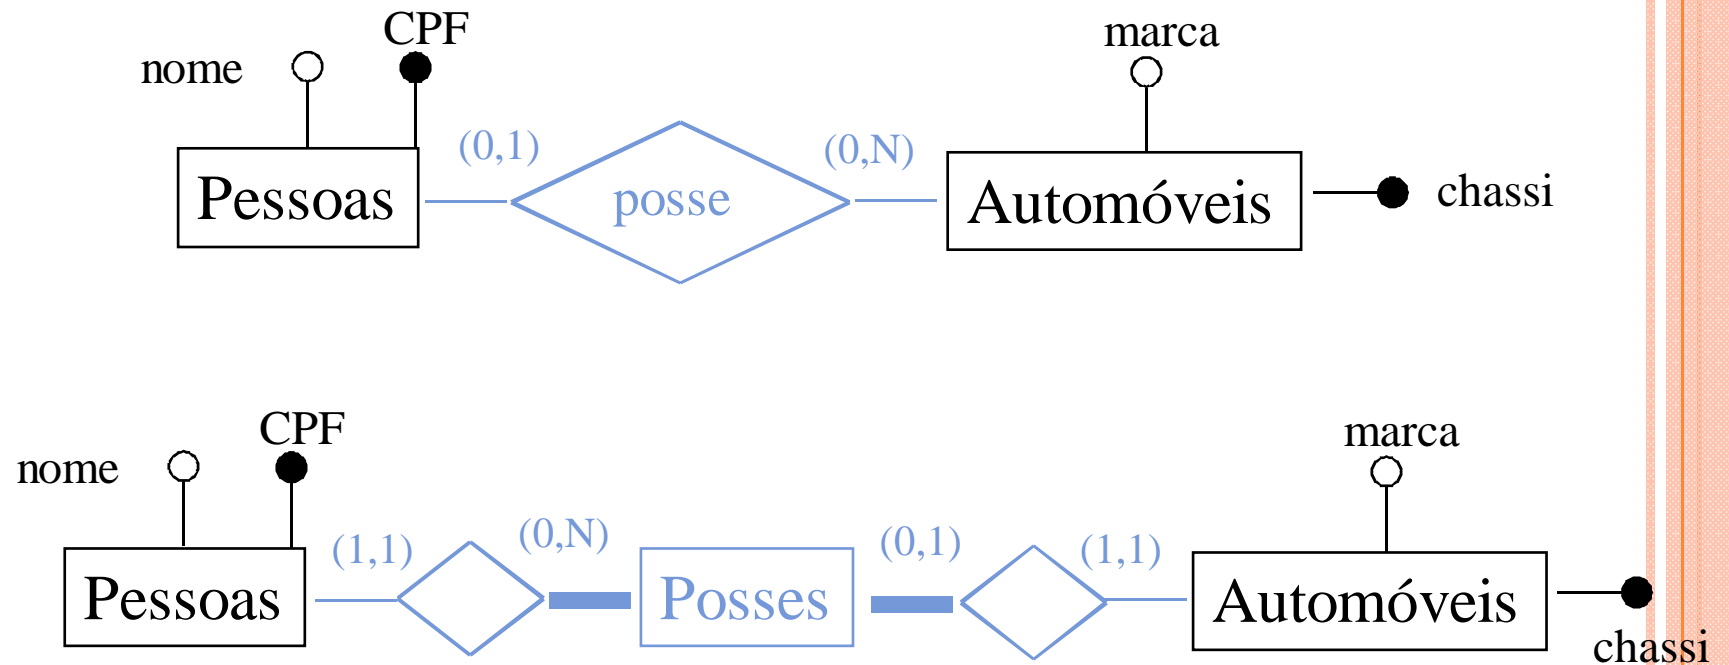 CPF
nome
marca
(0,1)
(0,N)
Pessoas
posse
Automóveis
chassi
CPF
nome
marca
(1,1)
(0,N)
(0,1)
(1,1)
Pessoas
Posses
Automóveis
chassi